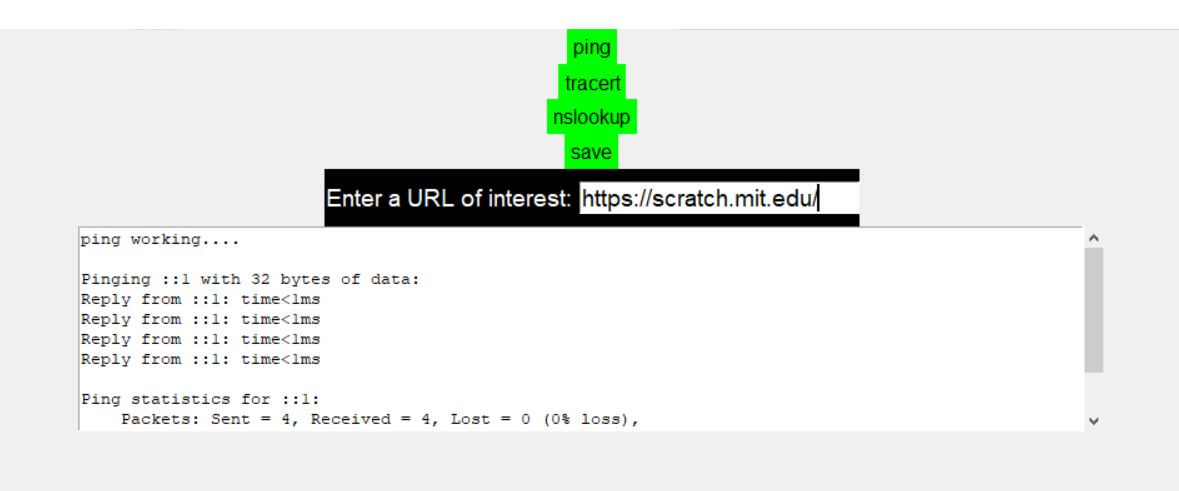 ping
tracert
nslookup
save
Enter a URL of interest: https://scratch.mit.edu/
ping working....
Pinging ::1 with 32 bytes of data:
Reply from ::1: time<1ms
Reply from ::1: time<1ms
Reply from ::1: time<1ms
Reply from ::1: time<1ms
Ping statistics for ::1:
Packets: Sent = 4, Received = 4, Lost = 0 (0% loss),